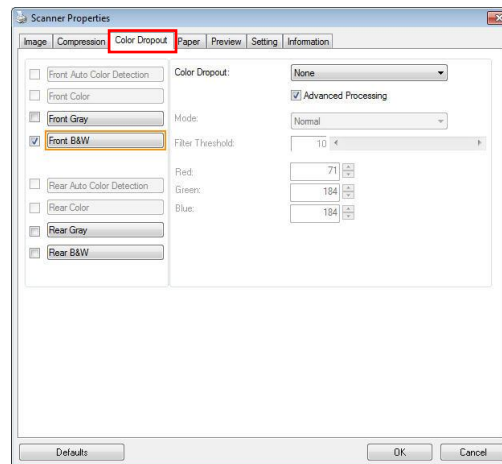 Scanner Properties
Image Compression Color Dropout Paper Preview Setting Information
Front Auto Color Detection
Front Color
Front Gray
Front B&W
Rear Auto Color Detection
Rear Color
Rear Gray
Rear B&W
Color Dropout: None
Advanced Processing
Mode: Normal
Filter Threshold: 10
Red: 71
Green: 184
Blue: 184
Defaults OK Cancel